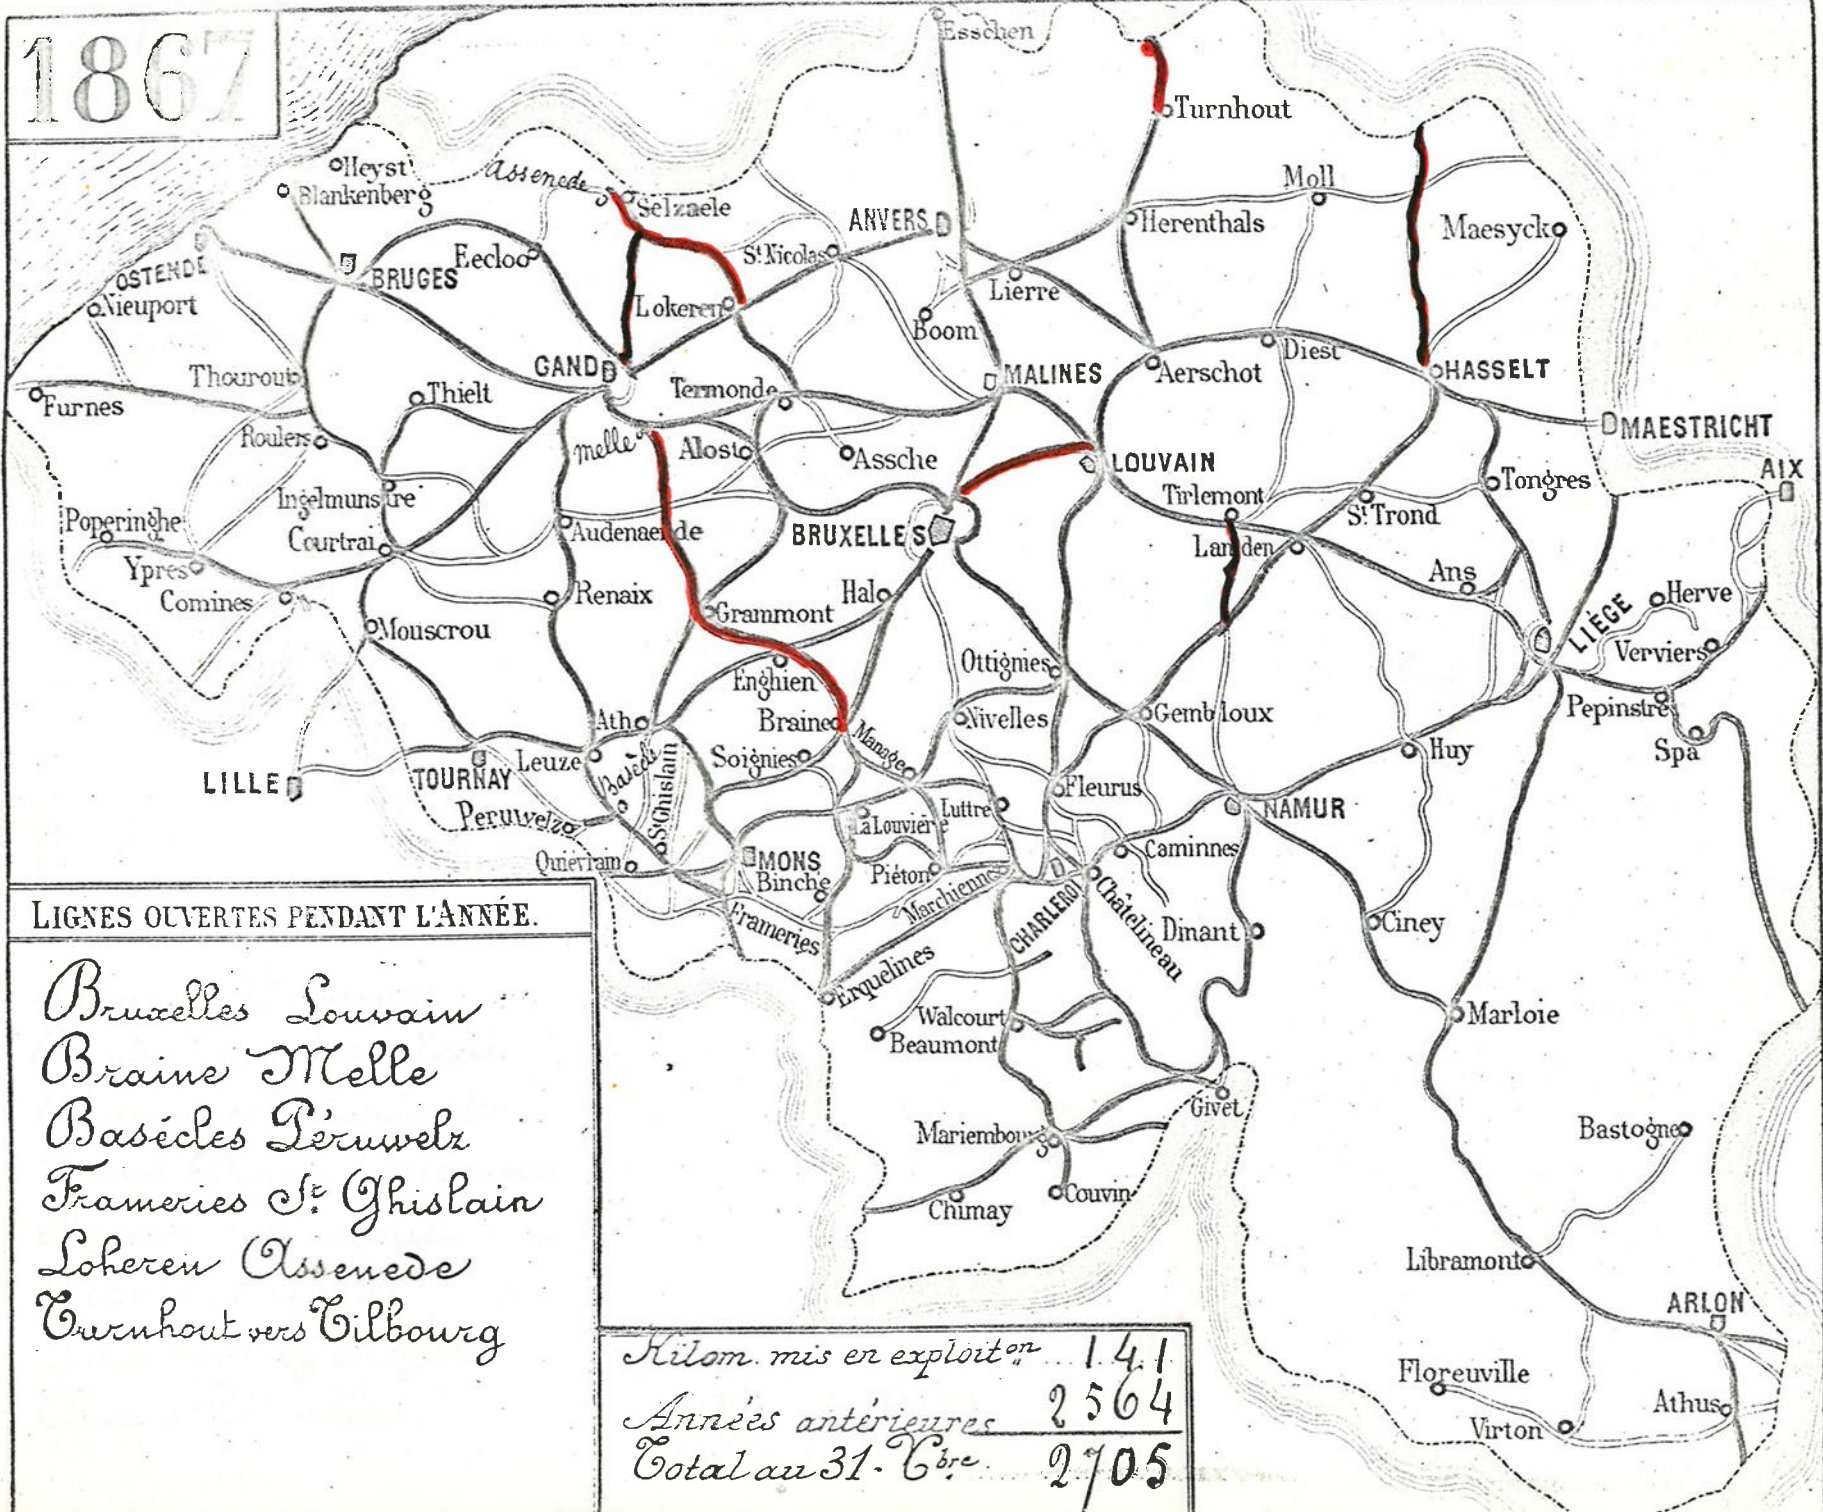 1867
Esschen
Turnhout
Heyst
Blankenberg
Assenede
Selzaele
Moll
Herenthals
Maesyck
ANVERS
St. Nicolas
Eecloo
OSTENDE
BRUGES
Nieuport
Lokeren
Lierre
Boom
Diest
Thourout
GAND
Termonde
MALINES
Aerschot
HASSELT
Furnes
Thielt
Roulers
melle
Alost
Assche
LOUVAIN
MAESTRICHT
AIX
Ingelmunstre
Tirlemont
St Trond
Tongres
Poperinghe
Courtrai
Audenaerde
BRUXELLES
Landen
Ypres
Comines
Renaix
Grammont
Hal
Ans
LIÉGE
Herve
Mouscrou
Enghien
Ottignies
Verviers
Ath
Braine
Manage
Nivelles
Gembloux
Pepinstre
Spa
LILLE
TOURNAY
Leuze
Basècle
St Ghislain
Soignies
Huy
Peruwelz
La Louvière
Luttre
Fleurus
NAMUR
Quiévrain
MONS
Binche
Piéton
Marchienne
Caminnes
LIGNES OUVERTES PENDANT L'ANNÉE.
Frameries
Erquelines
CHARLEROI
Châtelineau
Dinant
Ciney
Bruxelles Louvain
Braine Melle
Basécles Péruwelz
Frameries St. Ghislain
Lokeren Assenede
Turnhout vers Tilbourg
Walcourt
Beaumont
Marloie
Givet
Mariembourg
Chimay
Couvin
Bastogne
Libramont
ARLON
Floreuville
Virton
Athus
Kilom. mis en exploiton 141
Années antérieures 2564
Total au 31. Xbre. 2705